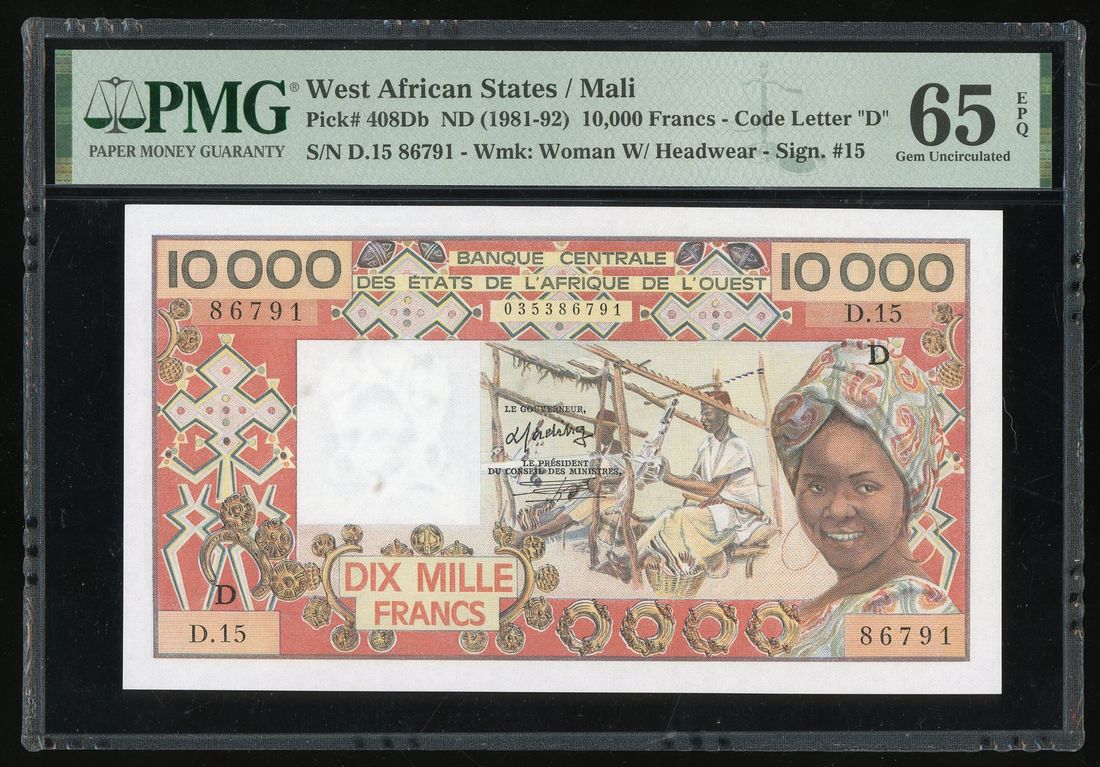 PMG®
PAPER MONEY GUARANTY
West African States / Mali
Pick# 408Db ND (1981-92) 10,000 Francs - Code Letter "D"
S/N D.15 86791 - Wmk: Woman W/ Headwear - Sign. #15
65
EPQ
Gem Uncirculated
10 000
BANQUE CENTRALE
DES ÉTATS DE L'AFRIQUE DE L'OUEST
10 000
86791
035386791
D.15
D
LE GOUVERNEUR,
LE PRÉSIDENT
DU CONSEIL DES MINISTRES,
D
DIX MILLE
FRANCS
D.15
86791